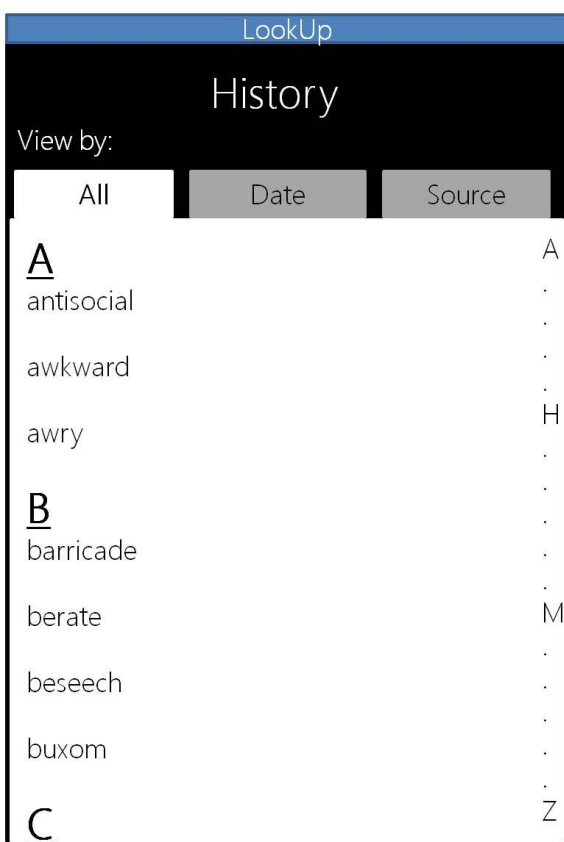 LookUp
History
View by:
All Date Source
A
antisocial
awkward
awry
B
barricade
berate
beseech
buxom
C
A
.
.
.
.
H
.
.
.
.
.
M
.
.
.
.
.
Z